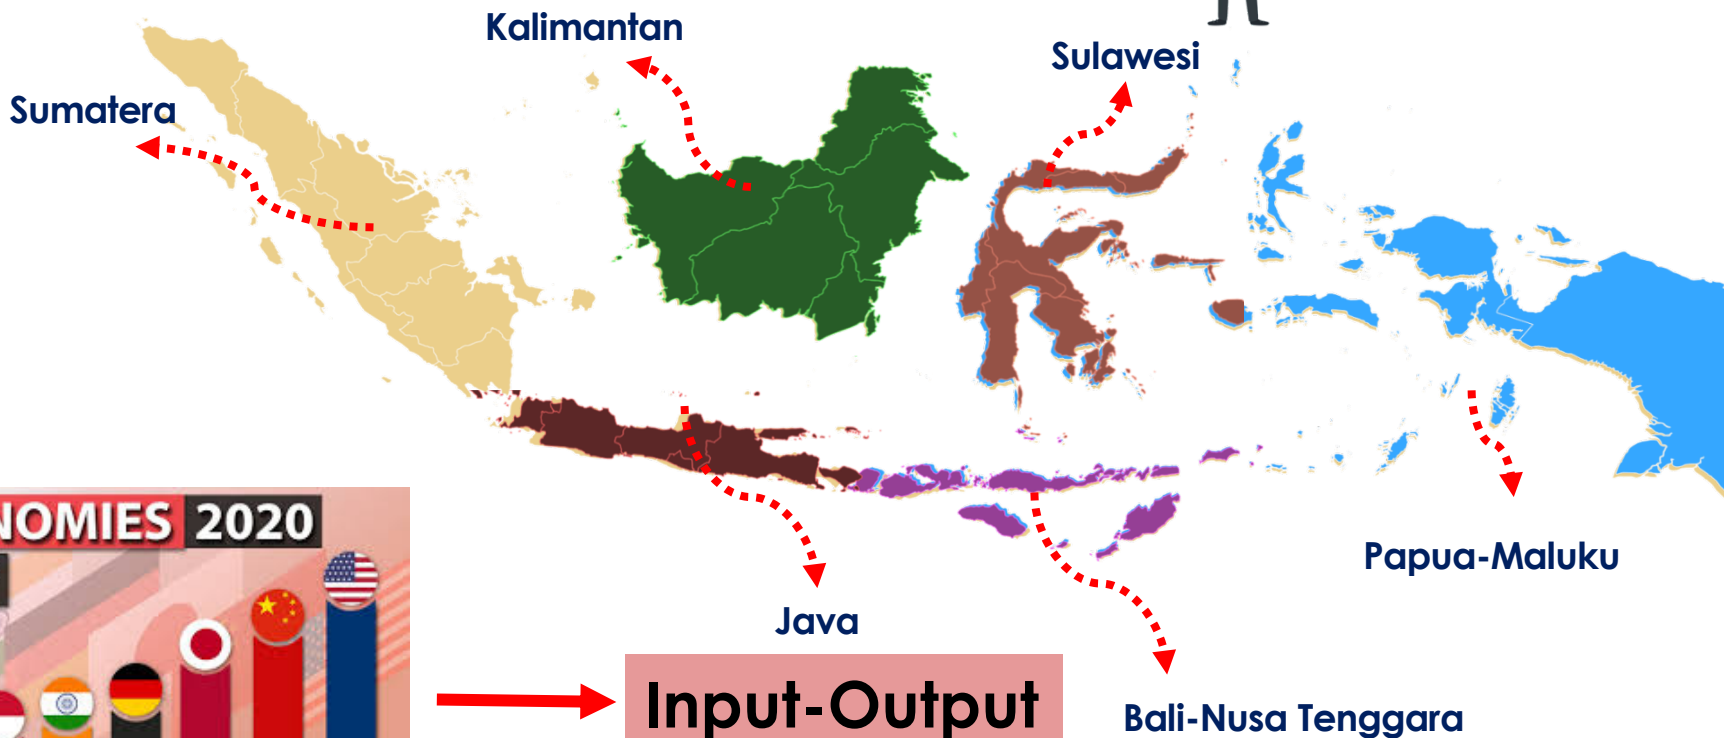 Kalimantan
Sulawesi
Sumatera
NOMIES 2020
Papua-Maluku
Java
Input-Output
Bali-Nusa Tenggara